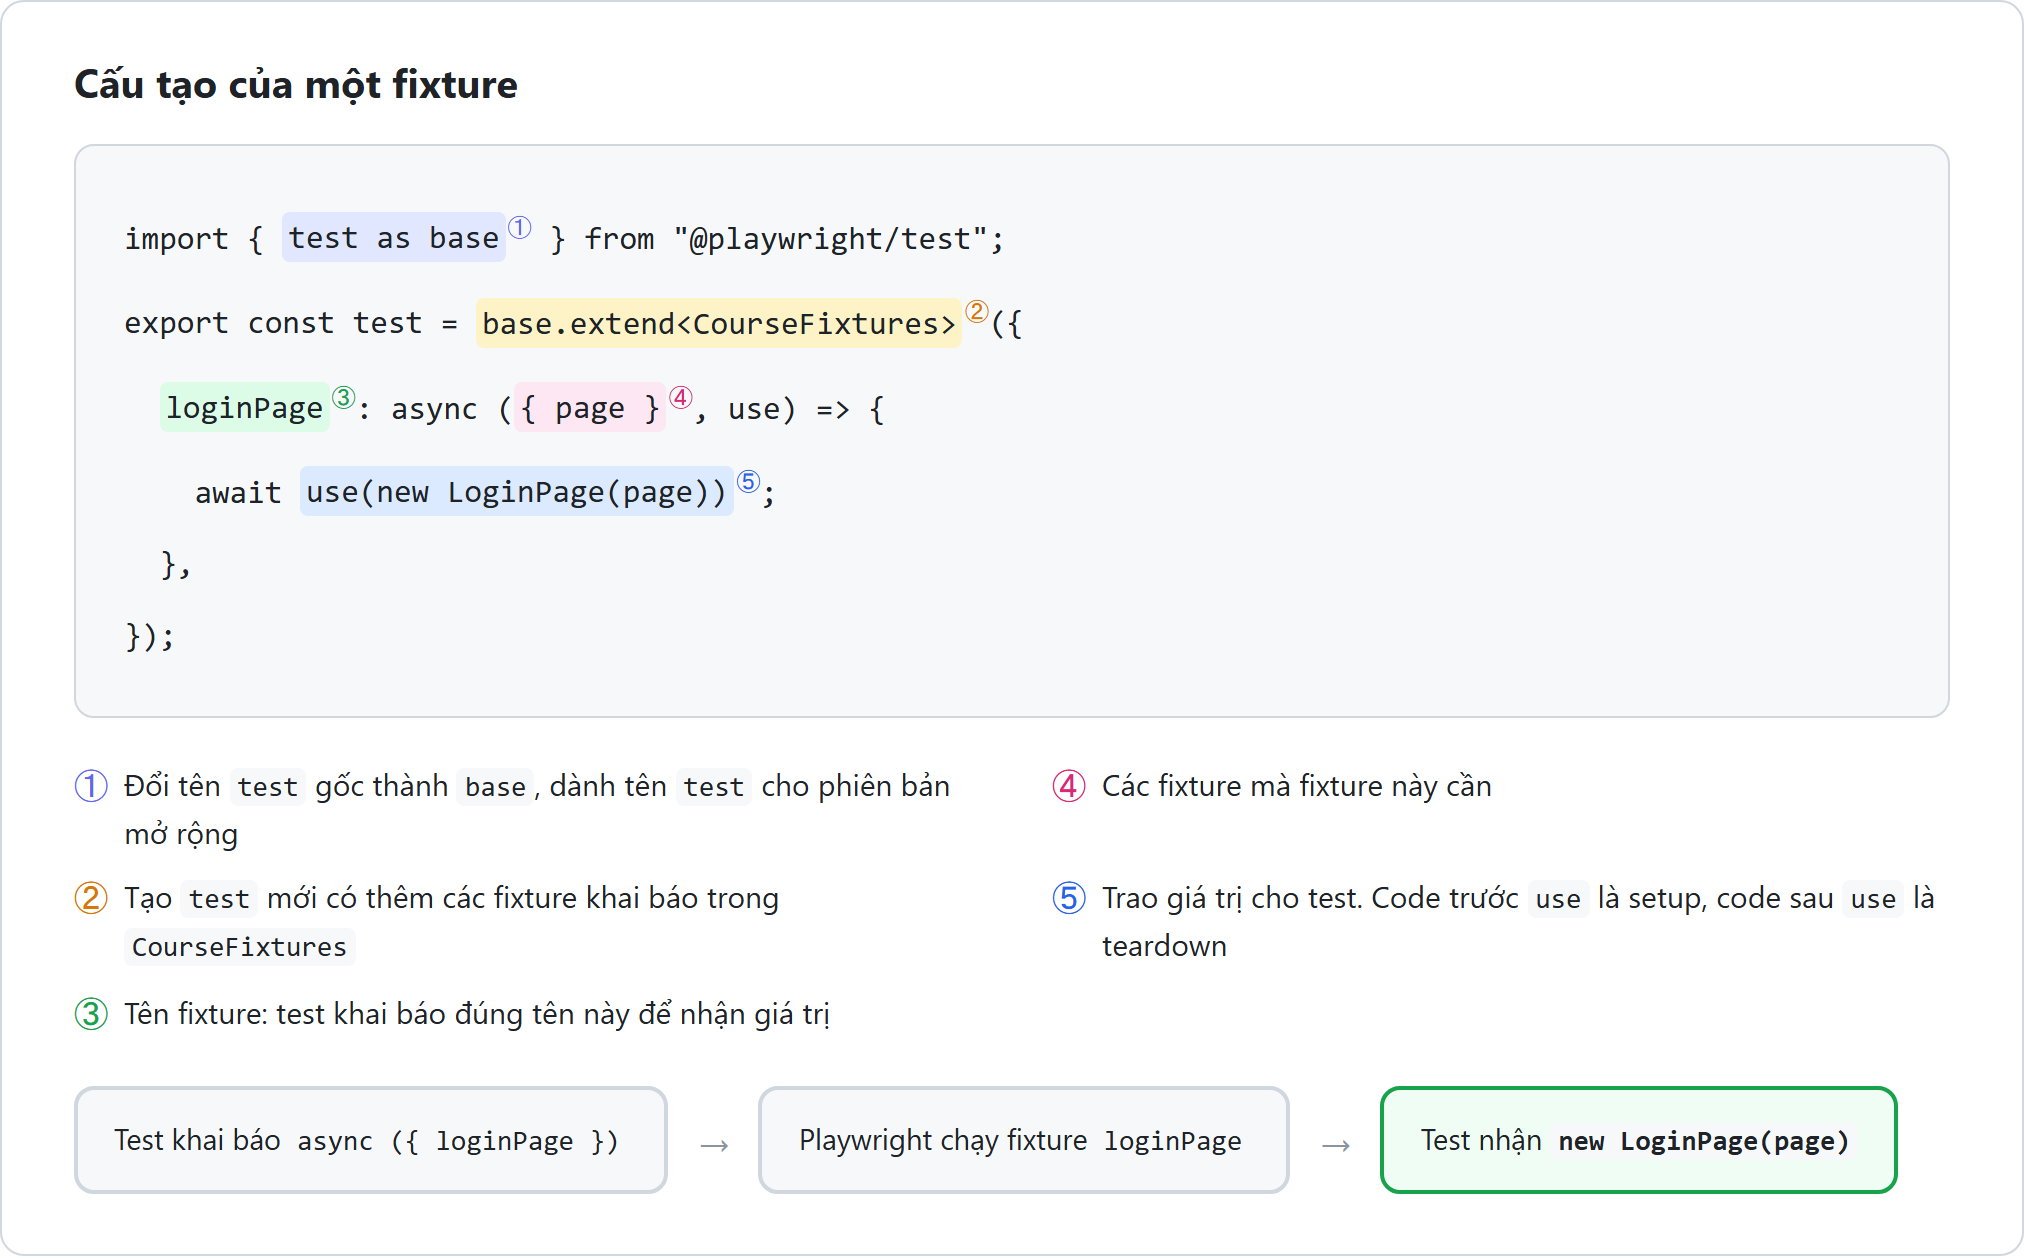 Cấu tạo của một fixture
import { test as base① } from "@playwright/test";
export const test = base.extend<CourseFixtures>②({
loginPage③: async ({ page }④, use) => {
await use(new LoginPage(page))⑤;
},
});
① Đổi tên test gốc thành base, dành tên test cho phiên bản
mở rộng
② Tạo test mới có thêm các fixture khai báo trong
CourseFixtures
③ Tên fixture: test khai báo đúng tên này để nhận giá trị
④ Các fixture mà fixture này cần
⑤ Trao giá trị cho test. Code trước use là setup, code sau use là
teardown
Test khai báo async ({ loginPage })
→
Playwright chạy fixture loginPage
→
Test nhận new LoginPage(page)